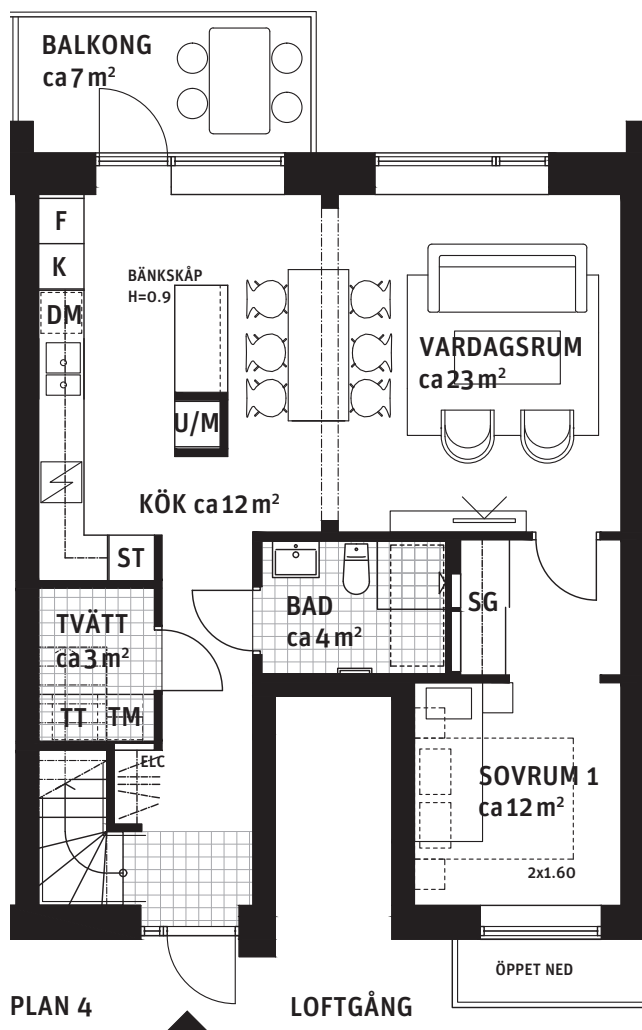 BALKONG
ca 7 m²
F
K
DM
BÄNKSKÅP
H=0.9
U/M
VARDAGSRUM
ca 23 m²
KÖK ca 12 m²
ST
TVÄTT
ca 3 m²
TT TM
BAD
ca 4 m²
SG
ELC
SOVRUM 1
ca 12 m²
2x1.60
ÖPPET NED
PLAN 4
LOFTGÅNG